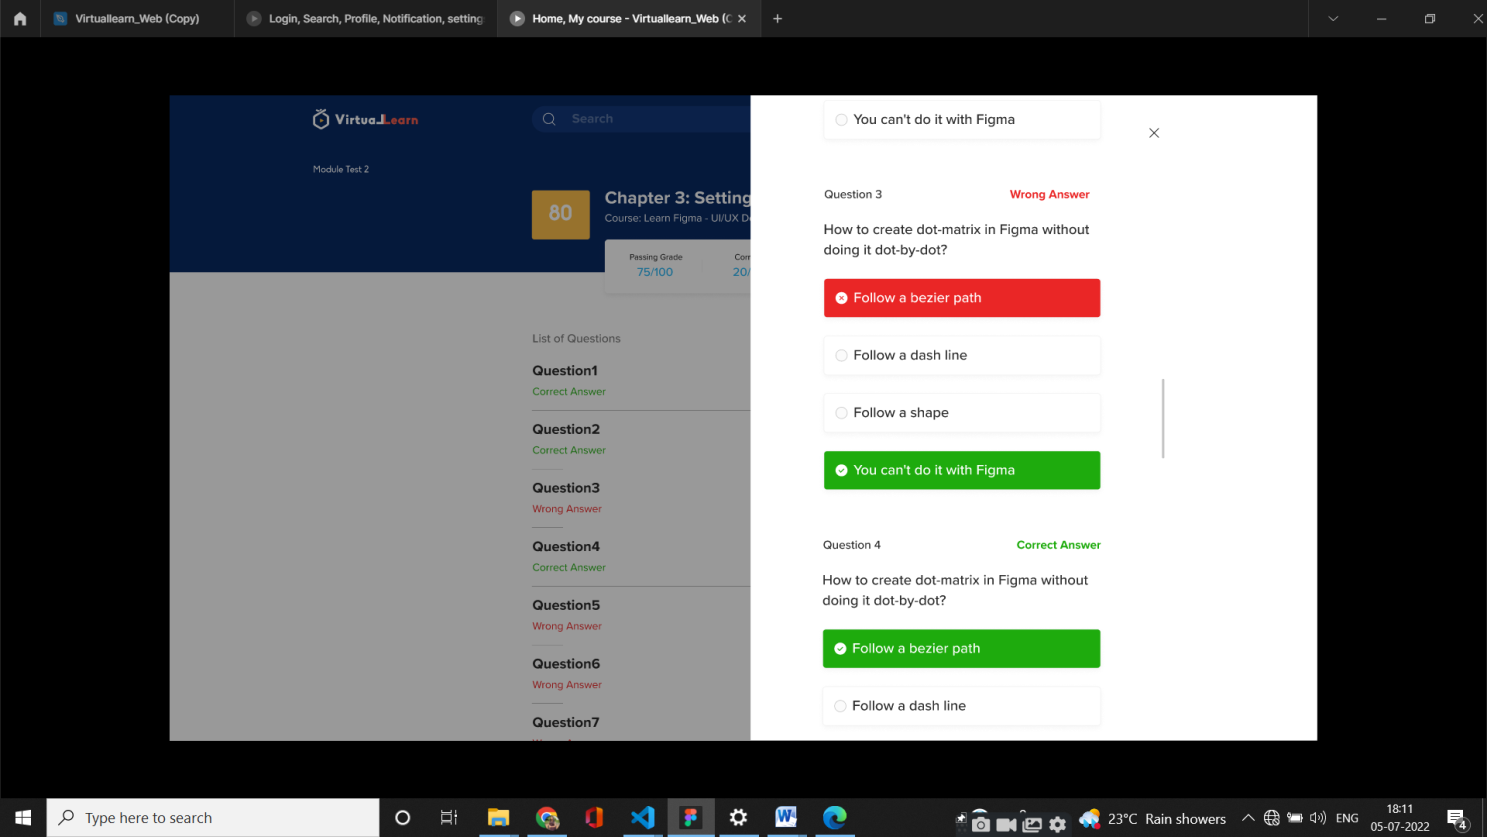 Virtuallearn_Web (Copy)
Login, Search, Profile, Notification, setting
Home, My course - Virtuallearn_Web (C
VirtuaLLearn
Search
Module Test 2
80
Chapter 3: Setting
Course: Learn Figma - UI/UX De
Passing Grade
75/100
Corr
20/
List of Questions
Question1
Correct Answer
Question2
Correct Answer
Question3
Wrong Answer
Question4
Correct Answer
Question5
Wrong Answer
Question6
Wrong Answer
Question7
You can't do it with Figma
Question 3
Wrong Answer
How to create dot-matrix in Figma without
doing it dot-by-dot?
Follow a bezier path
Follow a dash line
Follow a shape
You can't do it with Figma
Question 4
Correct Answer
How to create dot-matrix in Figma without
doing it dot-by-dot?
Follow a bezier path
Follow a dash line
Type here to search
23°C Rain showers
ENG
18:11
05-07-2022
4